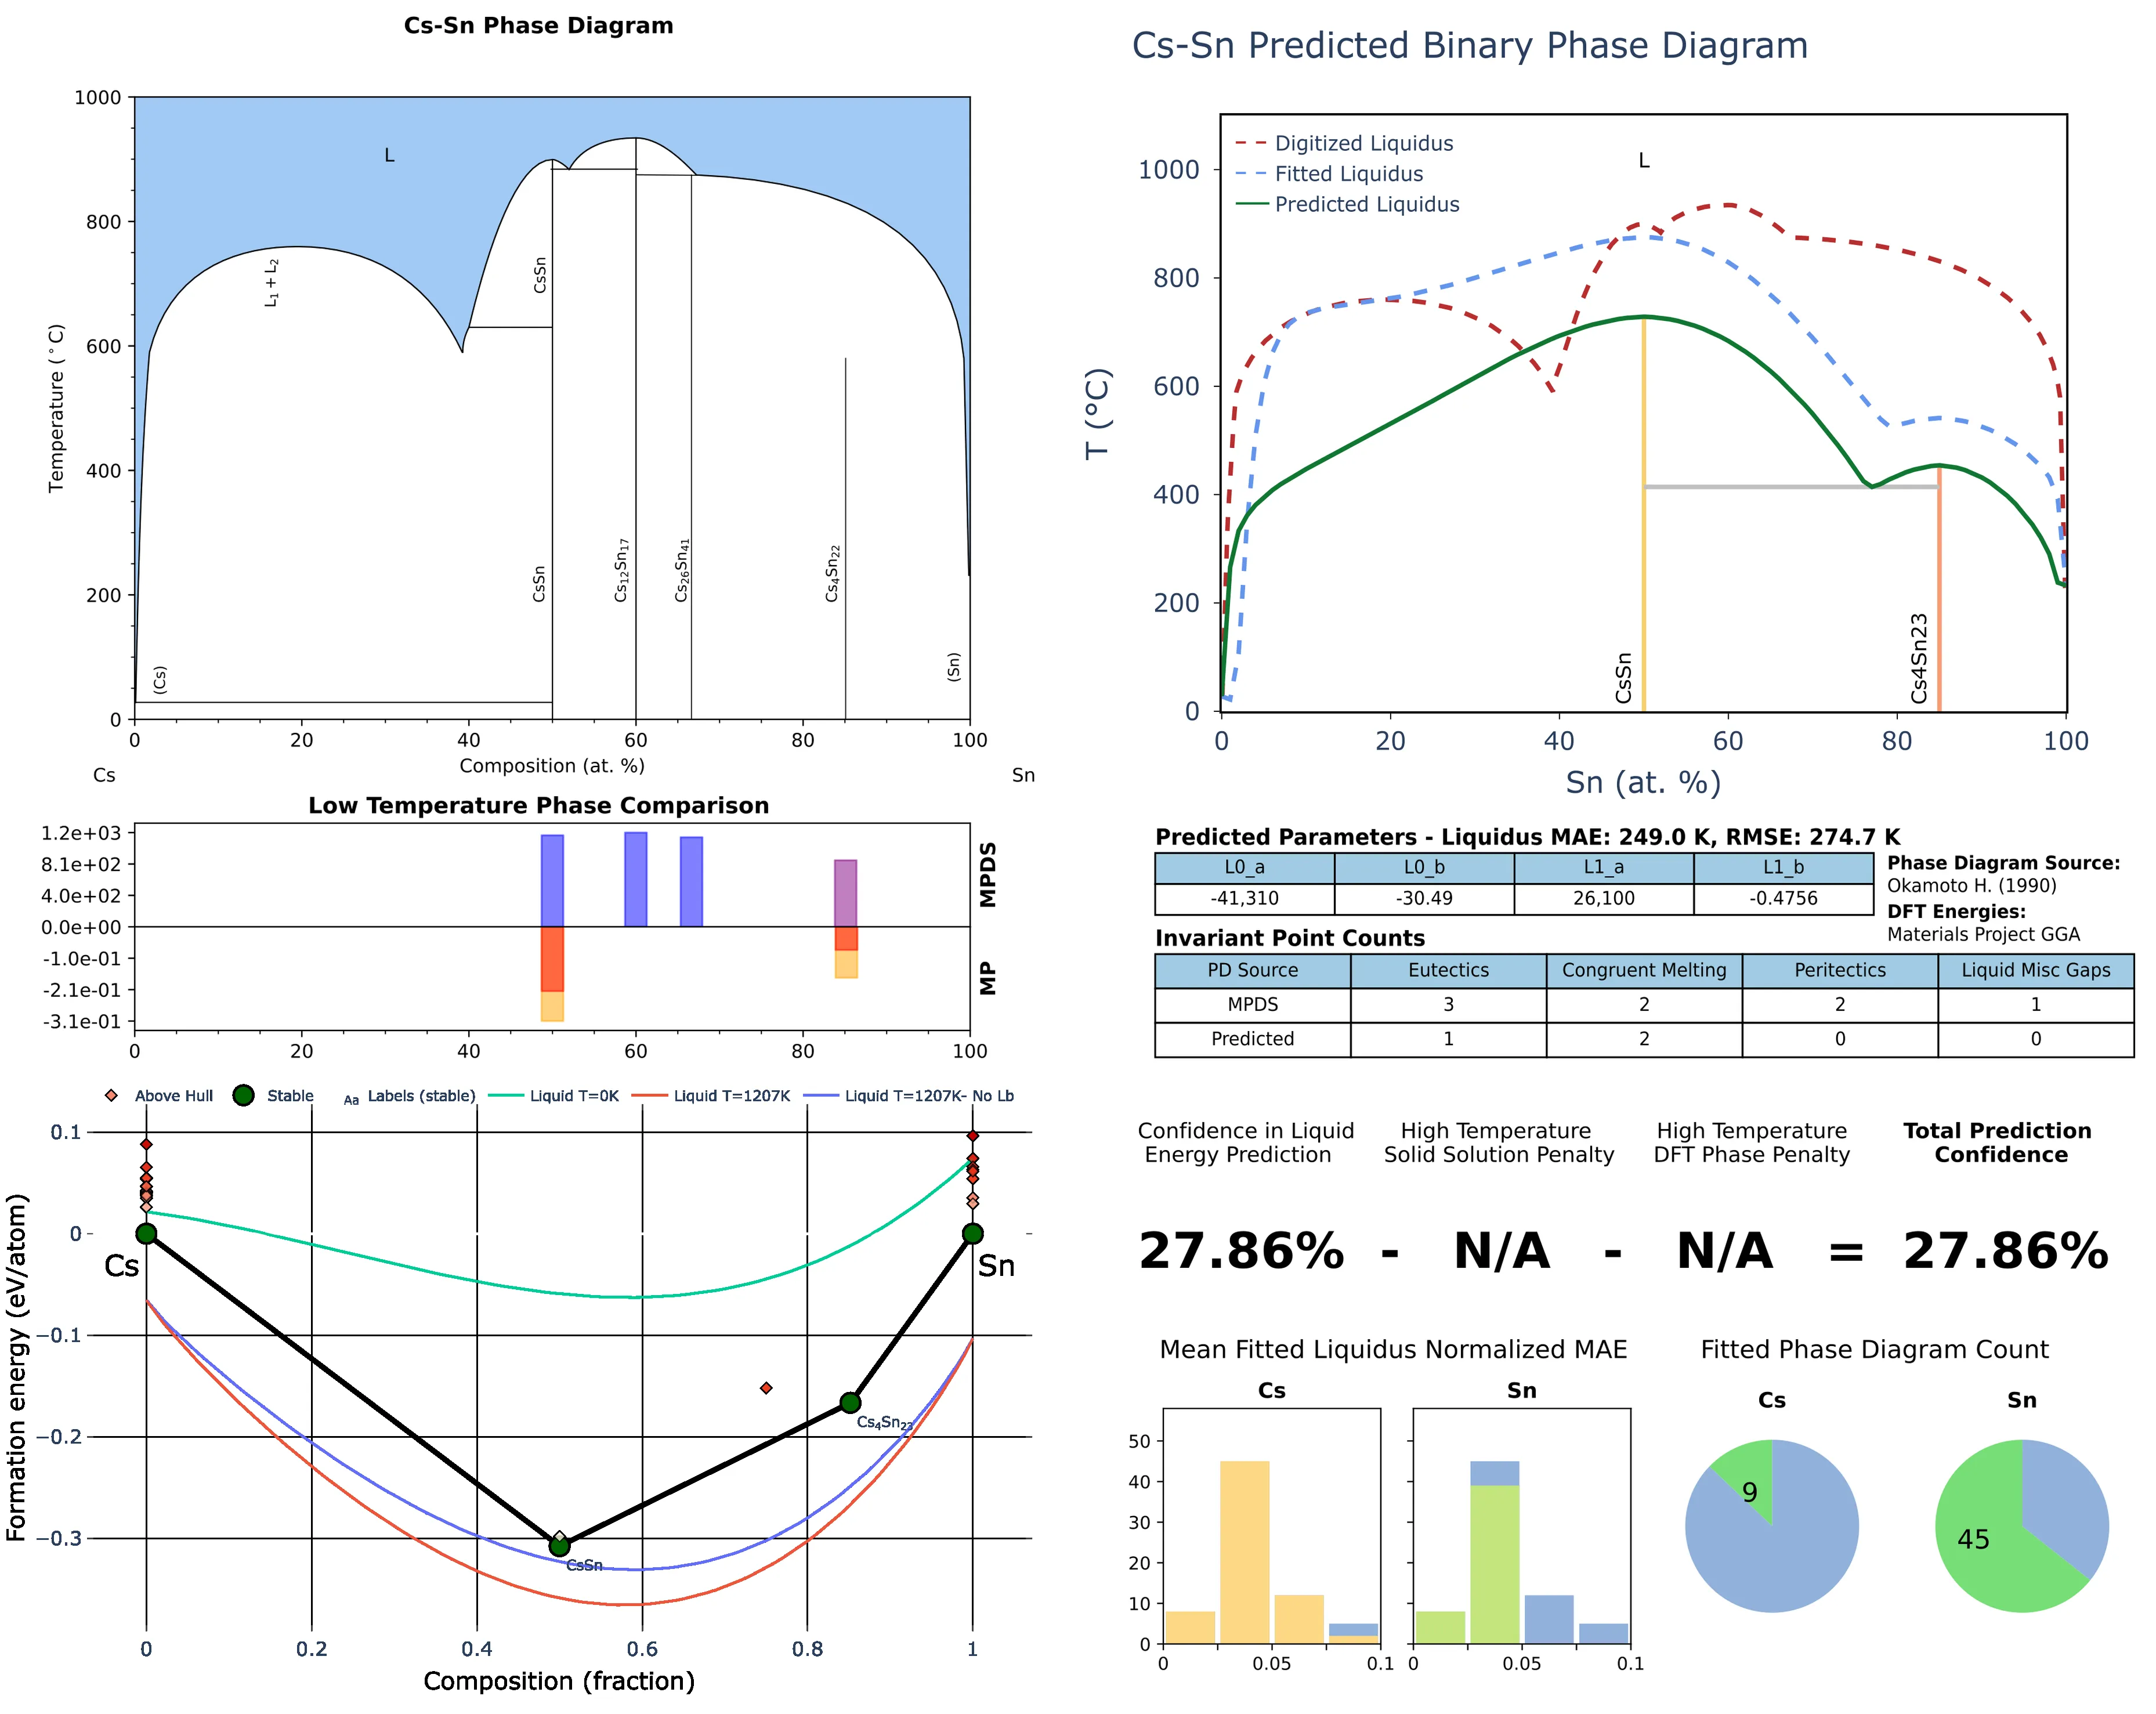 Cs-Sn Phase Diagram
1000
800
600
400
200
0
Temperature (°C)
L
L1 + L2
CsSn
CsSn
Cs12Sn17
Cs26Sn41
Cs4Sn22
(Cs)
(Sn)
0 20 40 60 80 100
Composition (at. %)
Cs Sn
Low Temperature Phase Comparison
1.2e+03
8.1e+02
4.0e+02
0.0e+00
-1.0e-01
-2.1e-01
-3.1e-01
MPDS
MP
0 20 40 60 80 100
Above Hull Stable Aa Labels (stable) Liquid T=0K Liquid T=1207K Liquid T=1207K- No Lb
0.1
0
−0.1
−0.2
−0.3
Formation energy (eV/atom)
Cs
Sn
Cs4Sn23
CsSn
0 0.2 0.4 0.6 0.8 1
Composition (fraction)
Cs-Sn Predicted Binary Phase Diagram
Digitized Liquidus
Fitted Liquidus
Predicted Liquidus
L
1000
800
600
400
200
0
T (°C)
CsSn
Cs4Sn23
0 20 40 60 80 100
Sn (at. %)
Predicted Parameters - Liquidus MAE: 249.0 K, RMSE: 274.7 K
L0_a L0_b L1_a L1_b
-41,310 -30.49 26,100 -0.4756
Phase Diagram Source:
Okamoto H. (1990)
DFT Energies:
Materials Project GGA
Invariant Point Counts
PD Source Eutectics Congruent Melting Peritectics Liquid Misc Gaps
MPDS 3 2 2 1
Predicted 1 2 0 0
Confidence in Liquid High Temperature High Temperature Total Prediction
Energy Prediction Solid Solution Penalty DFT Phase Penalty Confidence
27.86% - N/A - N/A = 27.86%
Mean Fitted Liquidus Normalized MAE
Cs Sn
50
40
30
20
10
0
0 0.05 0.1 0 0.05 0.1
Fitted Phase Diagram Count
Cs Sn
9
45